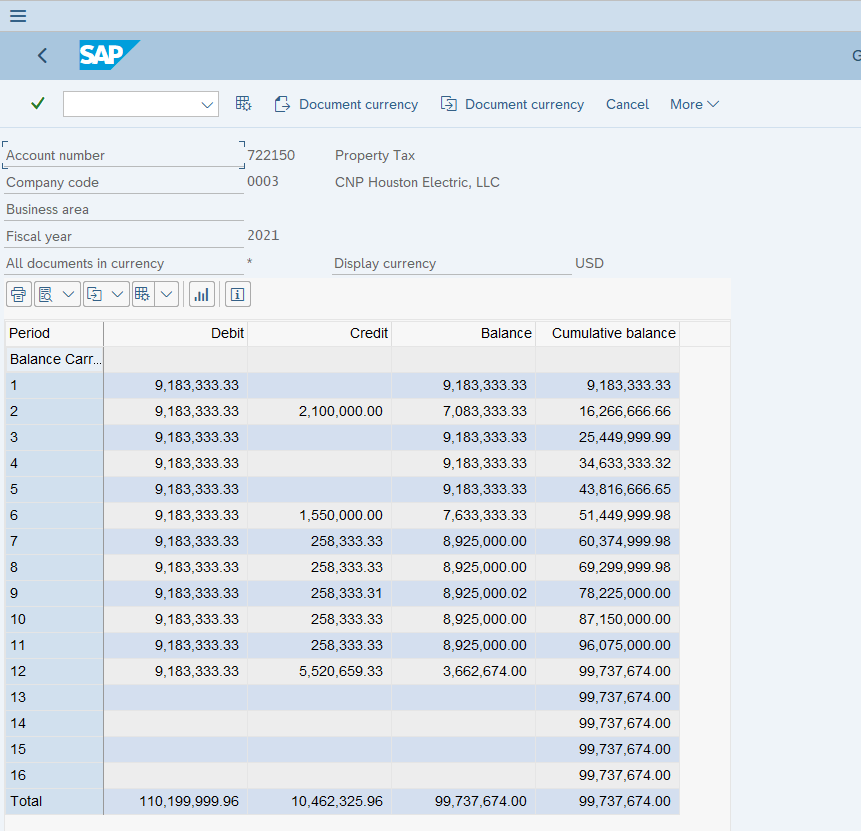 SAP
G
Document currency Document currency Cancel More
Account number 722150 Property Tax
Company code 0003 CNP Houston Electric, LLC
Business area
Fiscal year 2021
All documents in currency * Display currency USD
Period Debit Credit Balance Cumulative balance
Balance Carr...
1 9,183,333.33 9,183,333.33 9,183,333.33
2 9,183,333.33 2,100,000.00 7,083,333.33 16,266,666.66
3 9,183,333.33 9,183,333.33 25,449,999.99
4 9,183,333.33 9,183,333.33 34,633,333.32
5 9,183,333.33 9,183,333.33 43,816,666.65
6 9,183,333.33 1,550,000.00 7,633,333.33 51,449,999.98
7 9,183,333.33 258,333.33 8,925,000.00 60,374,999.98
8 9,183,333.33 258,333.33 8,925,000.00 69,299,999.98
9 9,183,333.33 258,333.31 8,925,000.02 78,225,000.00
10 9,183,333.33 258,333.33 8,925,000.00 87,150,000.00
11 9,183,333.33 258,333.33 8,925,000.00 96,075,000.00
12 9,183,333.33 5,520,659.33 3,662,674.00 99,737,674.00
13 99,737,674.00
14 99,737,674.00
15 99,737,674.00
16 99,737,674.00
Total 110,199,999.96 10,462,325.96 99,737,674.00 99,737,674.00